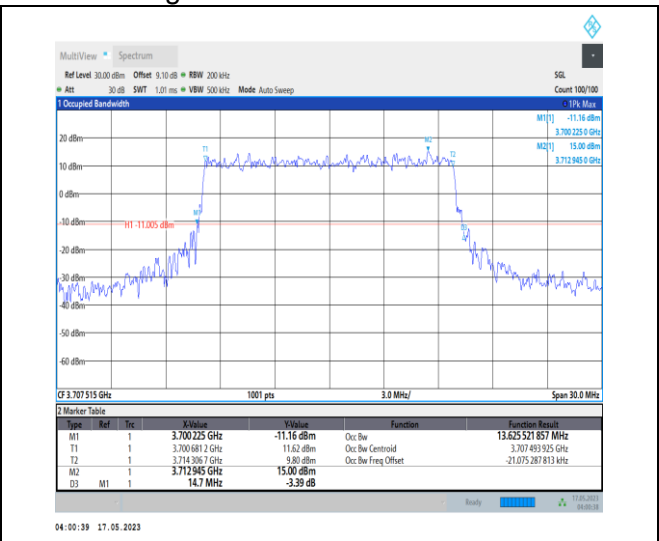 MultiView Spectrum
Ref Level 30.00 dBm Offset 9.10 dB RBW 200 kHz SGL
Att 30 dB SWT 1.01 ms VBW 500 kHz Mode Auto Sweep Count 100/100
1 Occupied Bandwidth 1Pk Max
M1[1] -11.16 dBm
3.700 225 0 GHz
M2[1] 15.00 dBm
3.712 945 0 GHz
20 dBm
T1
M2
T2
10 dBm
0 dBm
M1
-10 dBm
H1 -11.005 dBm
D3
-20 dBm
-30 dBm
-40 dBm
-50 dBm
-60 dBm
CF 3.707 515 GHz 1001 pts 3.0 MHz/ Span 30.0 MHz
2 Marker Table
Type Ref Trc X-Value Y-Value Function Function Result
M1 1 3.700 225 GHz -11.16 dBm Occ Bw 13.625 521 857 MHz
T1 1 3.700 681 2 GHz 11.62 dBm Occ Bw Centroid 3.707 493 925 GHz
T2 1 3.714 306 7 GHz 9.80 dBm Occ Bw Freq Offset -21.075 287 813 kHz
M2 1 3.712 945 GHz 15.00 dBm
D3 M1 1 14.7 MHz -3.39 dB
Ready 17.05.2023
04:00:38
04:00:39 17.05.2023